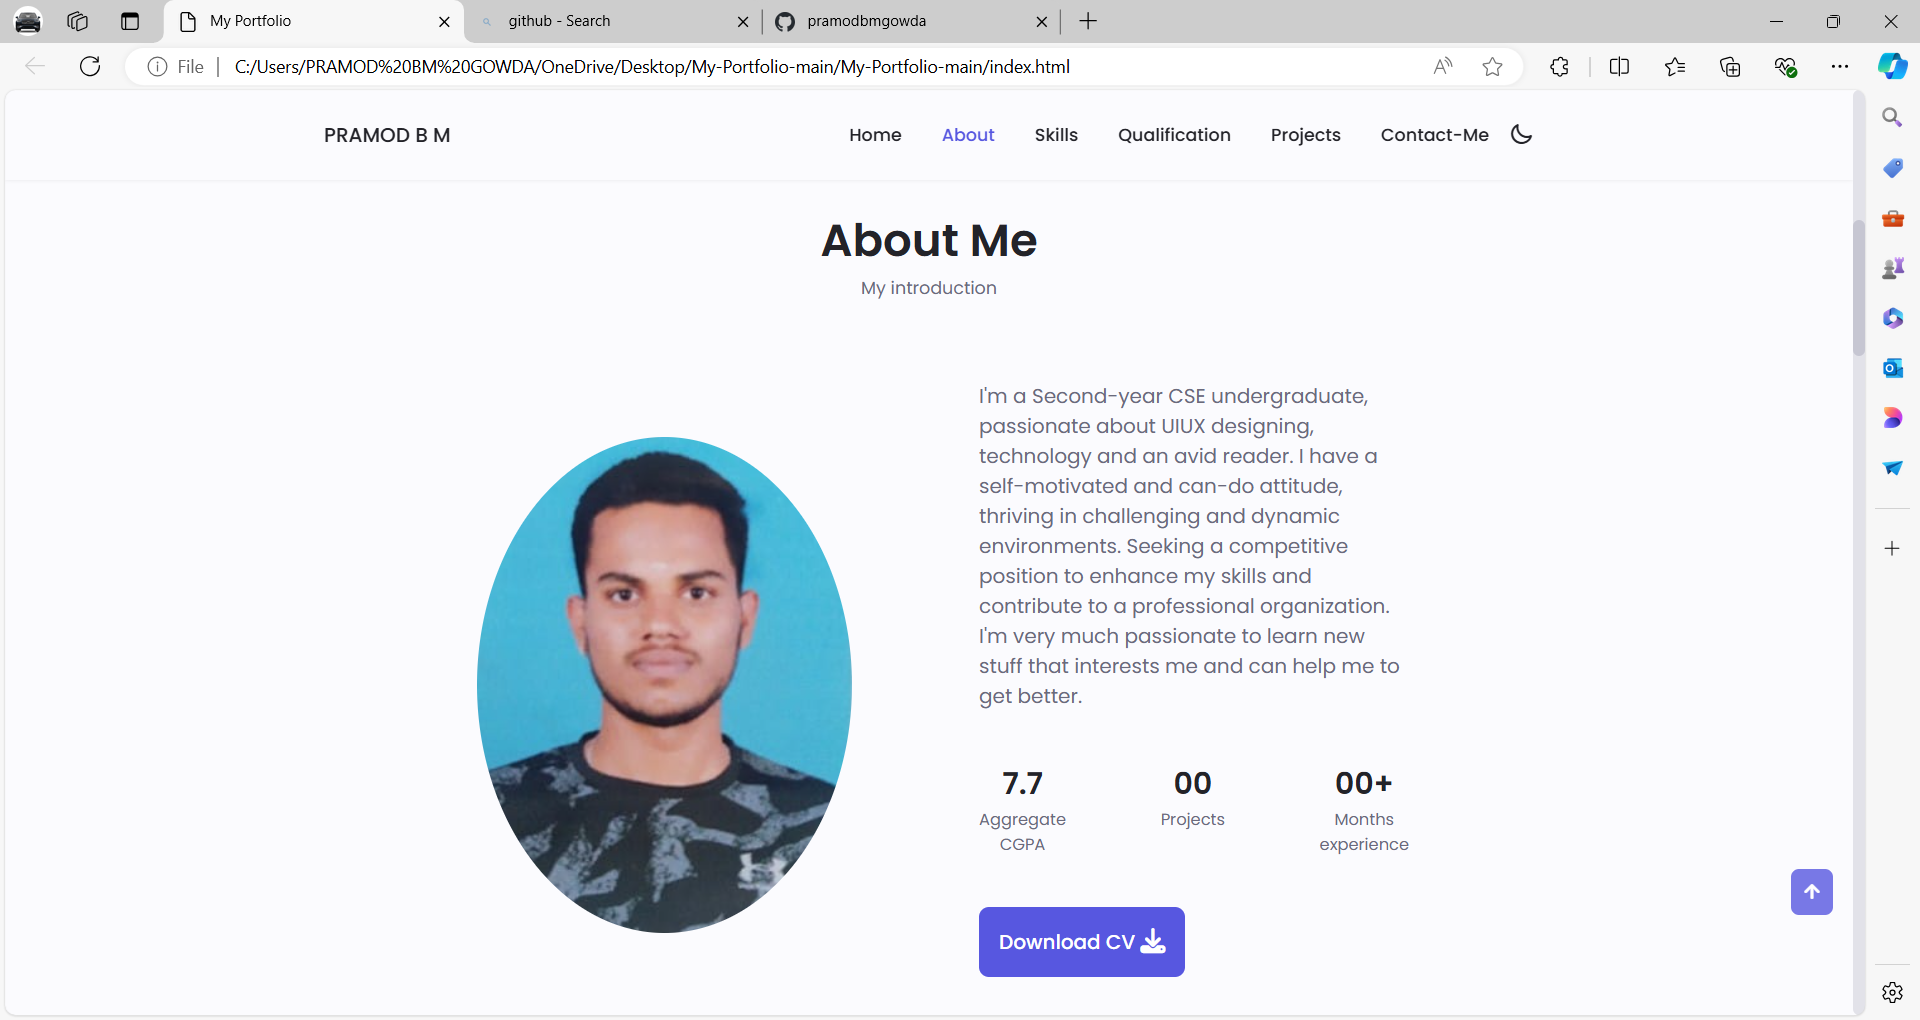 My Portfolio
github - Search
pramodbmgowda
File
C:/Users/PRAMOD%20BM%20GOWDA/OneDrive/Desktop/My-Portfolio-main/My-Portfolio-main/index.html
PRAMOD B M
Home
About
Skills
Qualification
Projects
Contact-Me
About Me
My introduction
I'm a Second-year CSE undergraduate,
passionate about UIUX designing,
technology and an avid reader. I have a
self-motivated and can-do attitude,
thriving in challenging and dynamic
environments. Seeking a competitive
position to enhance my skills and
contribute to a professional organization.
I'm very much passionate to learn new
stuff that interests me and can help me to
get better.
7.7
Aggregate
CGPA
00
Projects
00+
Months
experience
Download CV